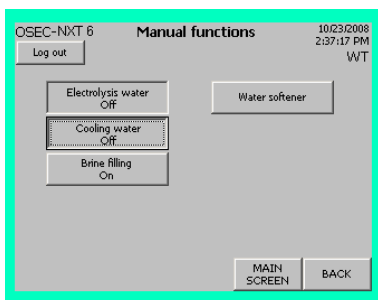 OSEC-NXT 6 Manual functions 10/23/2008
2:37:17 PM
Log out WT
Electrolysis water
Off
Water softener
Cooling water
Off
Brine filling
On
MAIN
SCREEN
BACK